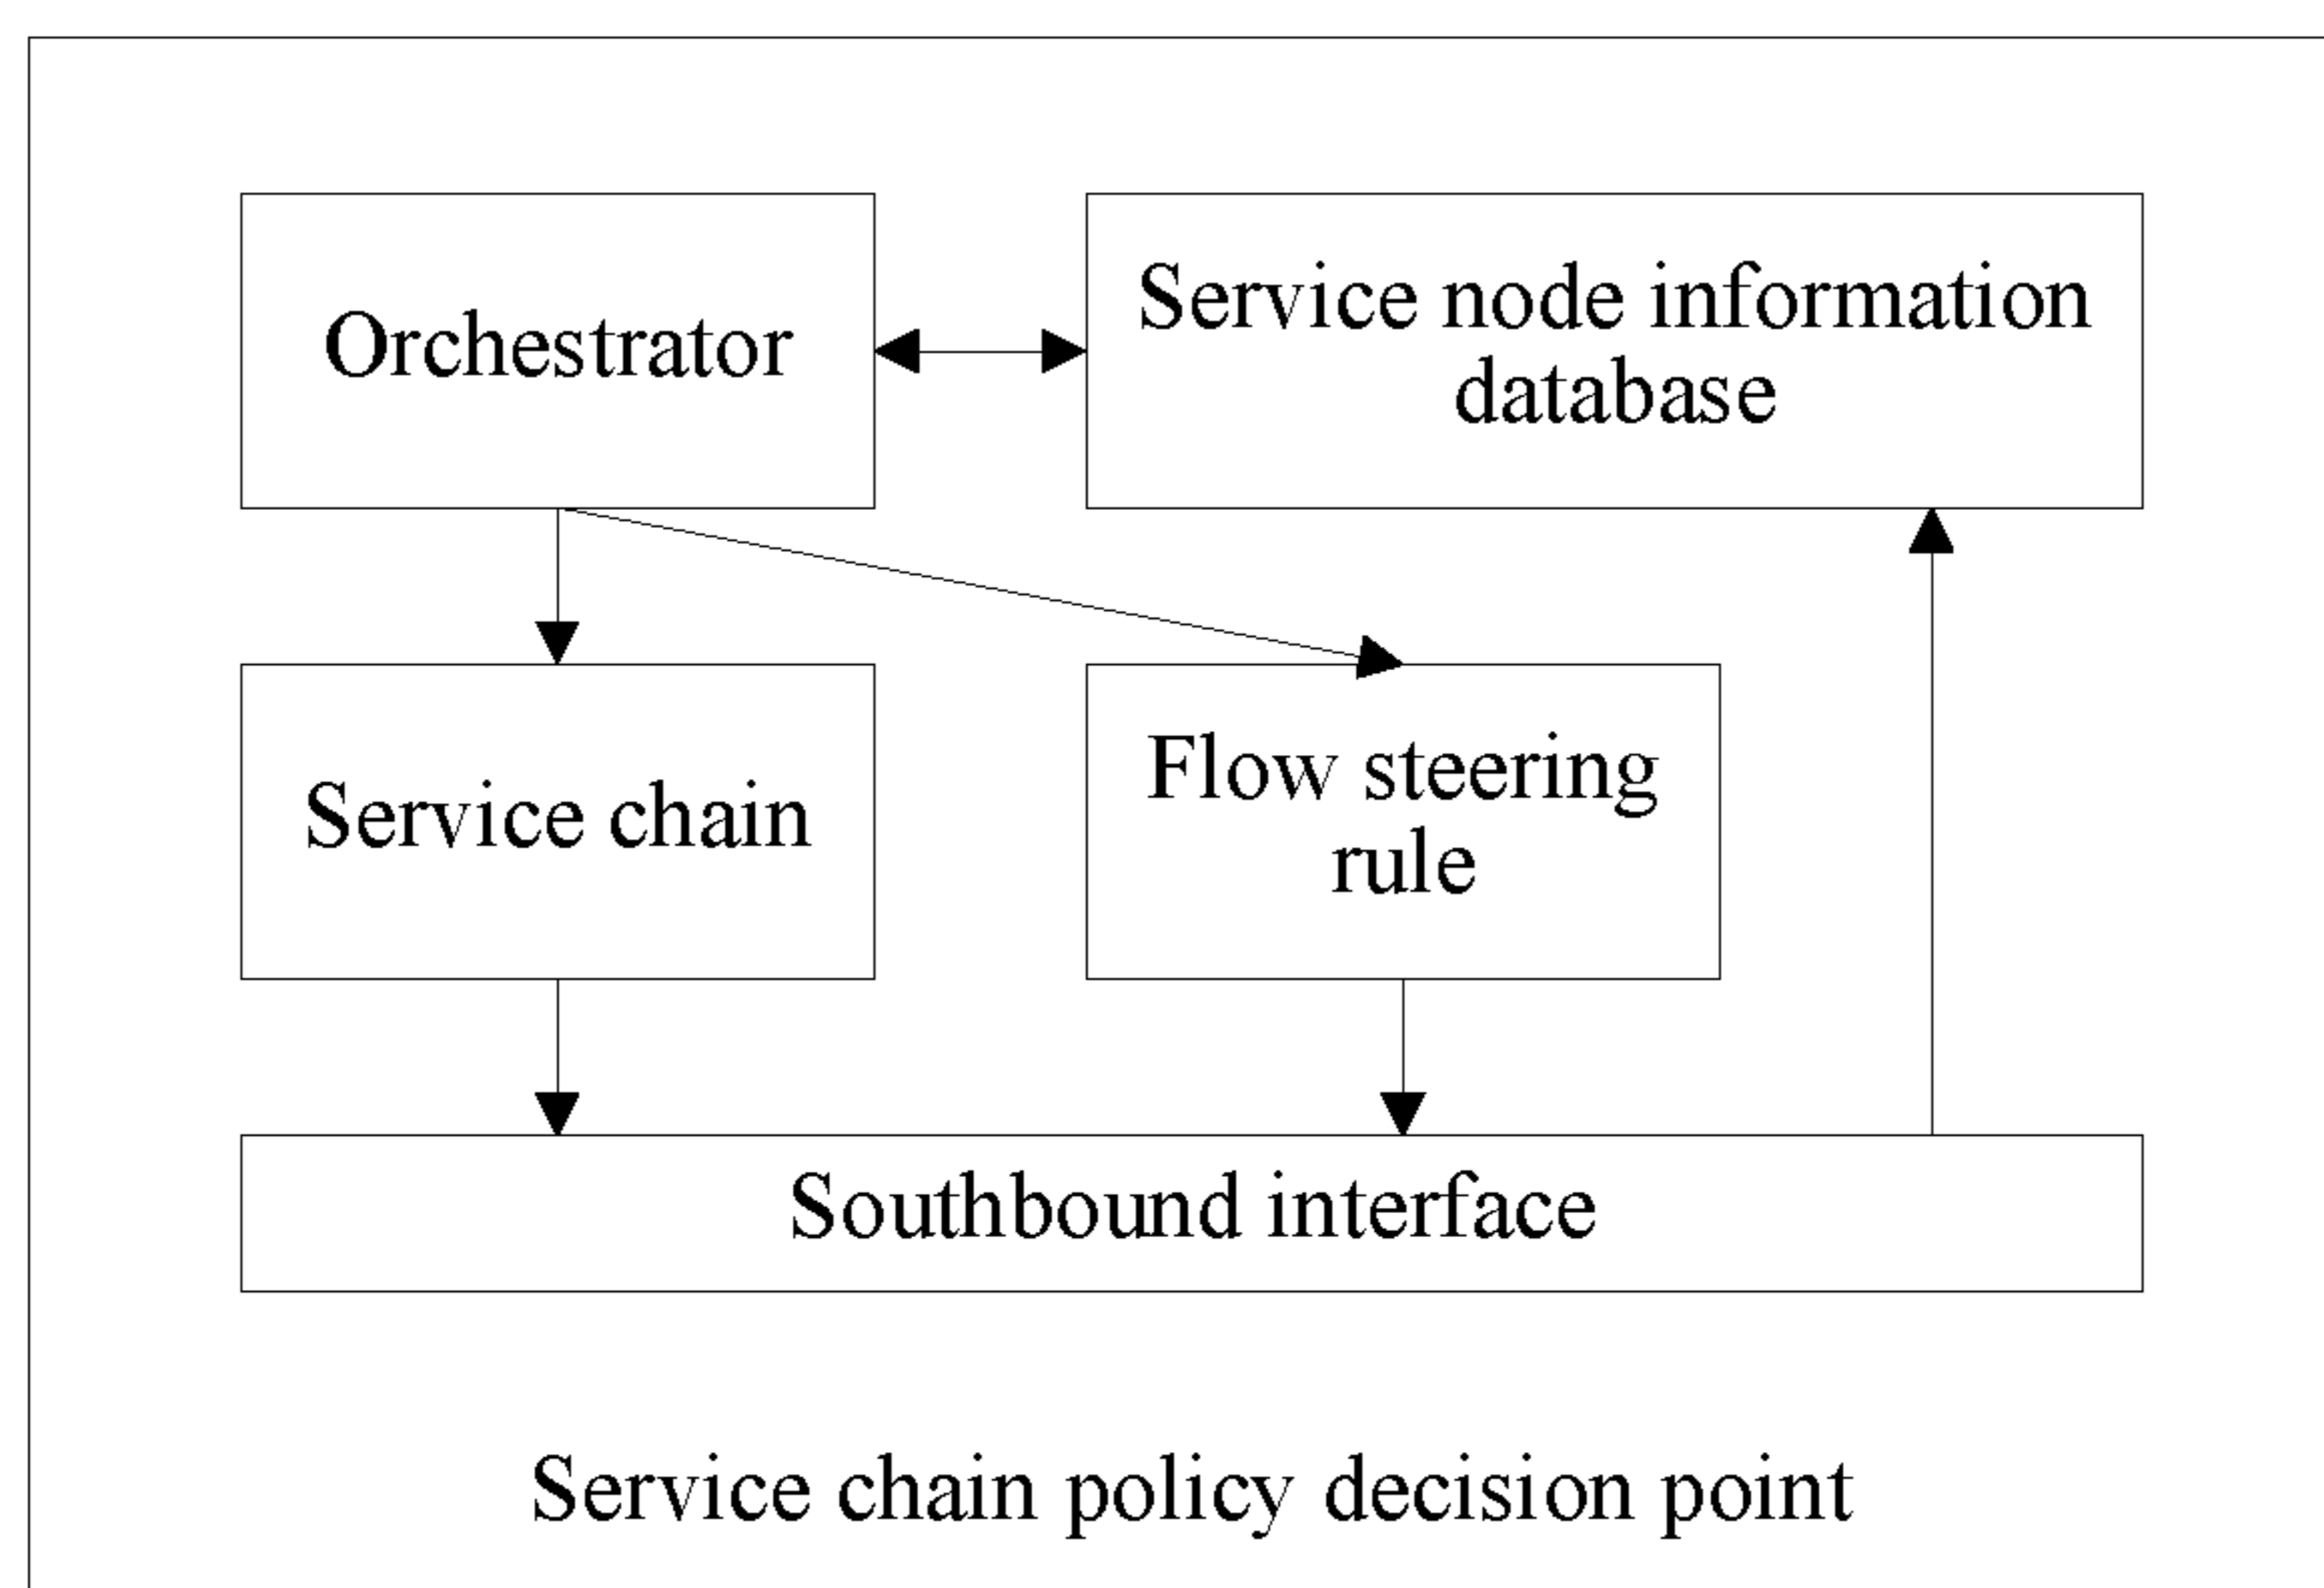 Orchestrator
Service node information
database
Service chain
Flow steering
rule
Southbound interface
Service chain policy decision point